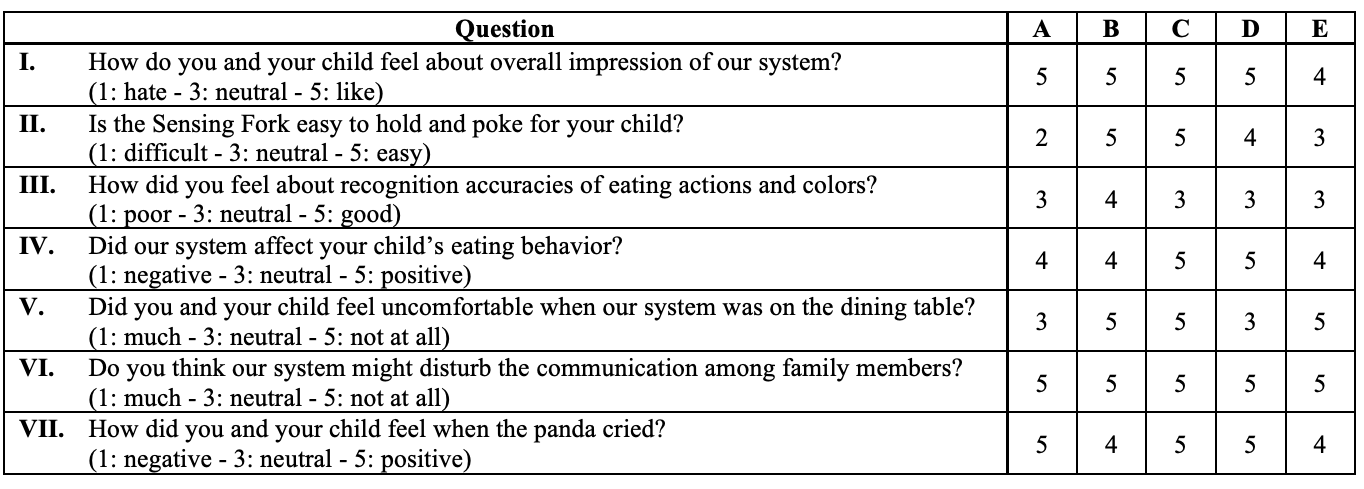 Question A B C D E
I. How do you and your child feel about overall impression of our system?
(1: hate - 3: neutral - 5: like) 5 5 5 5 4
II. Is the Sensing Fork easy to hold and poke for your child?
(1: difficult - 3: neutral - 5: easy) 2 5 5 4 3
III. How did you feel about recognition accuracies of eating actions and colors?
(1: poor - 3: neutral - 5: good) 3 4 3 3 3
IV. Did our system affect your child’s eating behavior?
(1: negative - 3: neutral - 5: positive) 4 4 5 5 4
V. Did you and your child feel uncomfortable when our system was on the dining table?
(1: much - 3: neutral - 5: not at all) 3 5 5 3 5
VI. Do you think our system might disturb the communication among family members?
(1: much - 3: neutral - 5: not at all) 5 5 5 5 5
VII. How did you and your child feel when the panda cried?
(1: negative - 3: neutral - 5: positive) 5 4 5 5 4